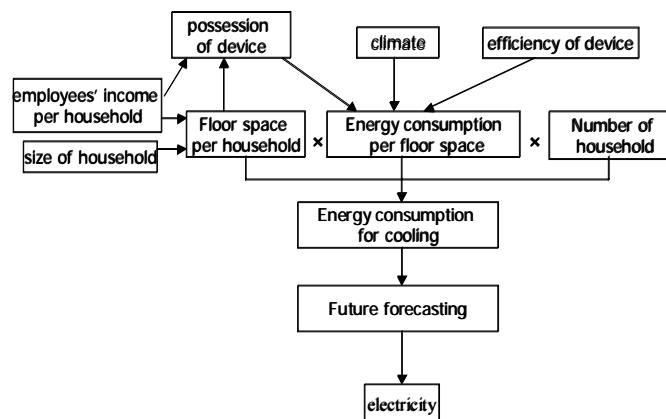 possession
of device
climate
efficiency of device
employees' income
per household
Floor space
per household
×
Energy consumption
per floor space
×
Number of
household
size of household
Energy consumption
for cooling
Future forecasting
electricity